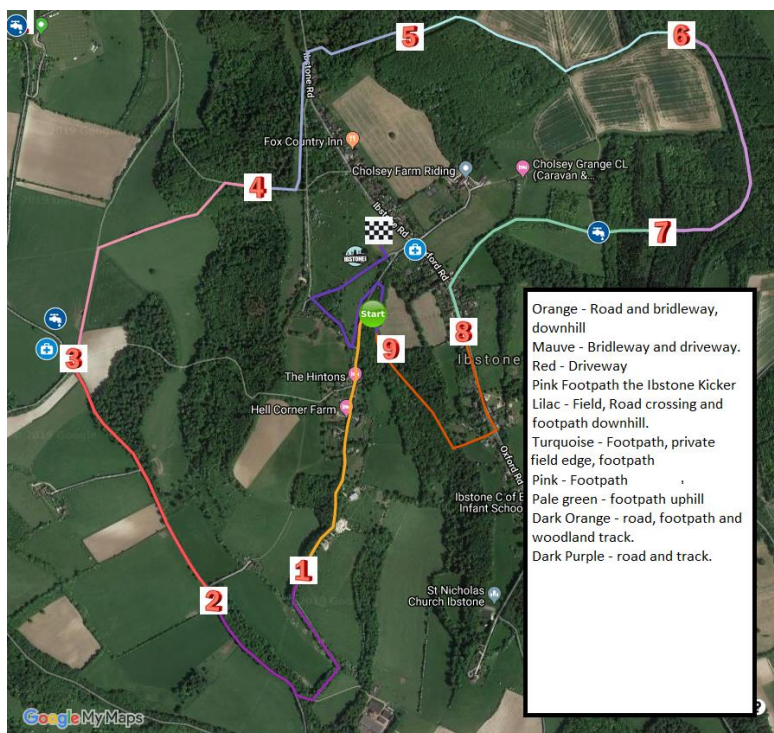 5
6
Ibstone Rd
Fox Country Inn
Cholsey Farm Riding
Cholsey Grange CL
(Caravan &...
4
Ibstone Rd
7
Oxford Rd
Start
Orange - Road and bridleway,
downhill
Mauve - Bridleway and driveway.
Red - Driveway
Pink Footpath the Ibstone Kicker
Lilac - Field, Road crossing and
footpath downhill.
Turquoise - Footpath, private
field edge, footpath
Pink - Footpath
Pale green - footpath uphill
Dark Orange - road, footpath and
woodland track.
Dark Purple - road and track.
8
9
3
Ibstone
The Hintons
Hell Corner Farm
Oxford Rd
Ibstone C of E
Infant School
1
2
St Nicholas
Church Ibstone
Google My Maps